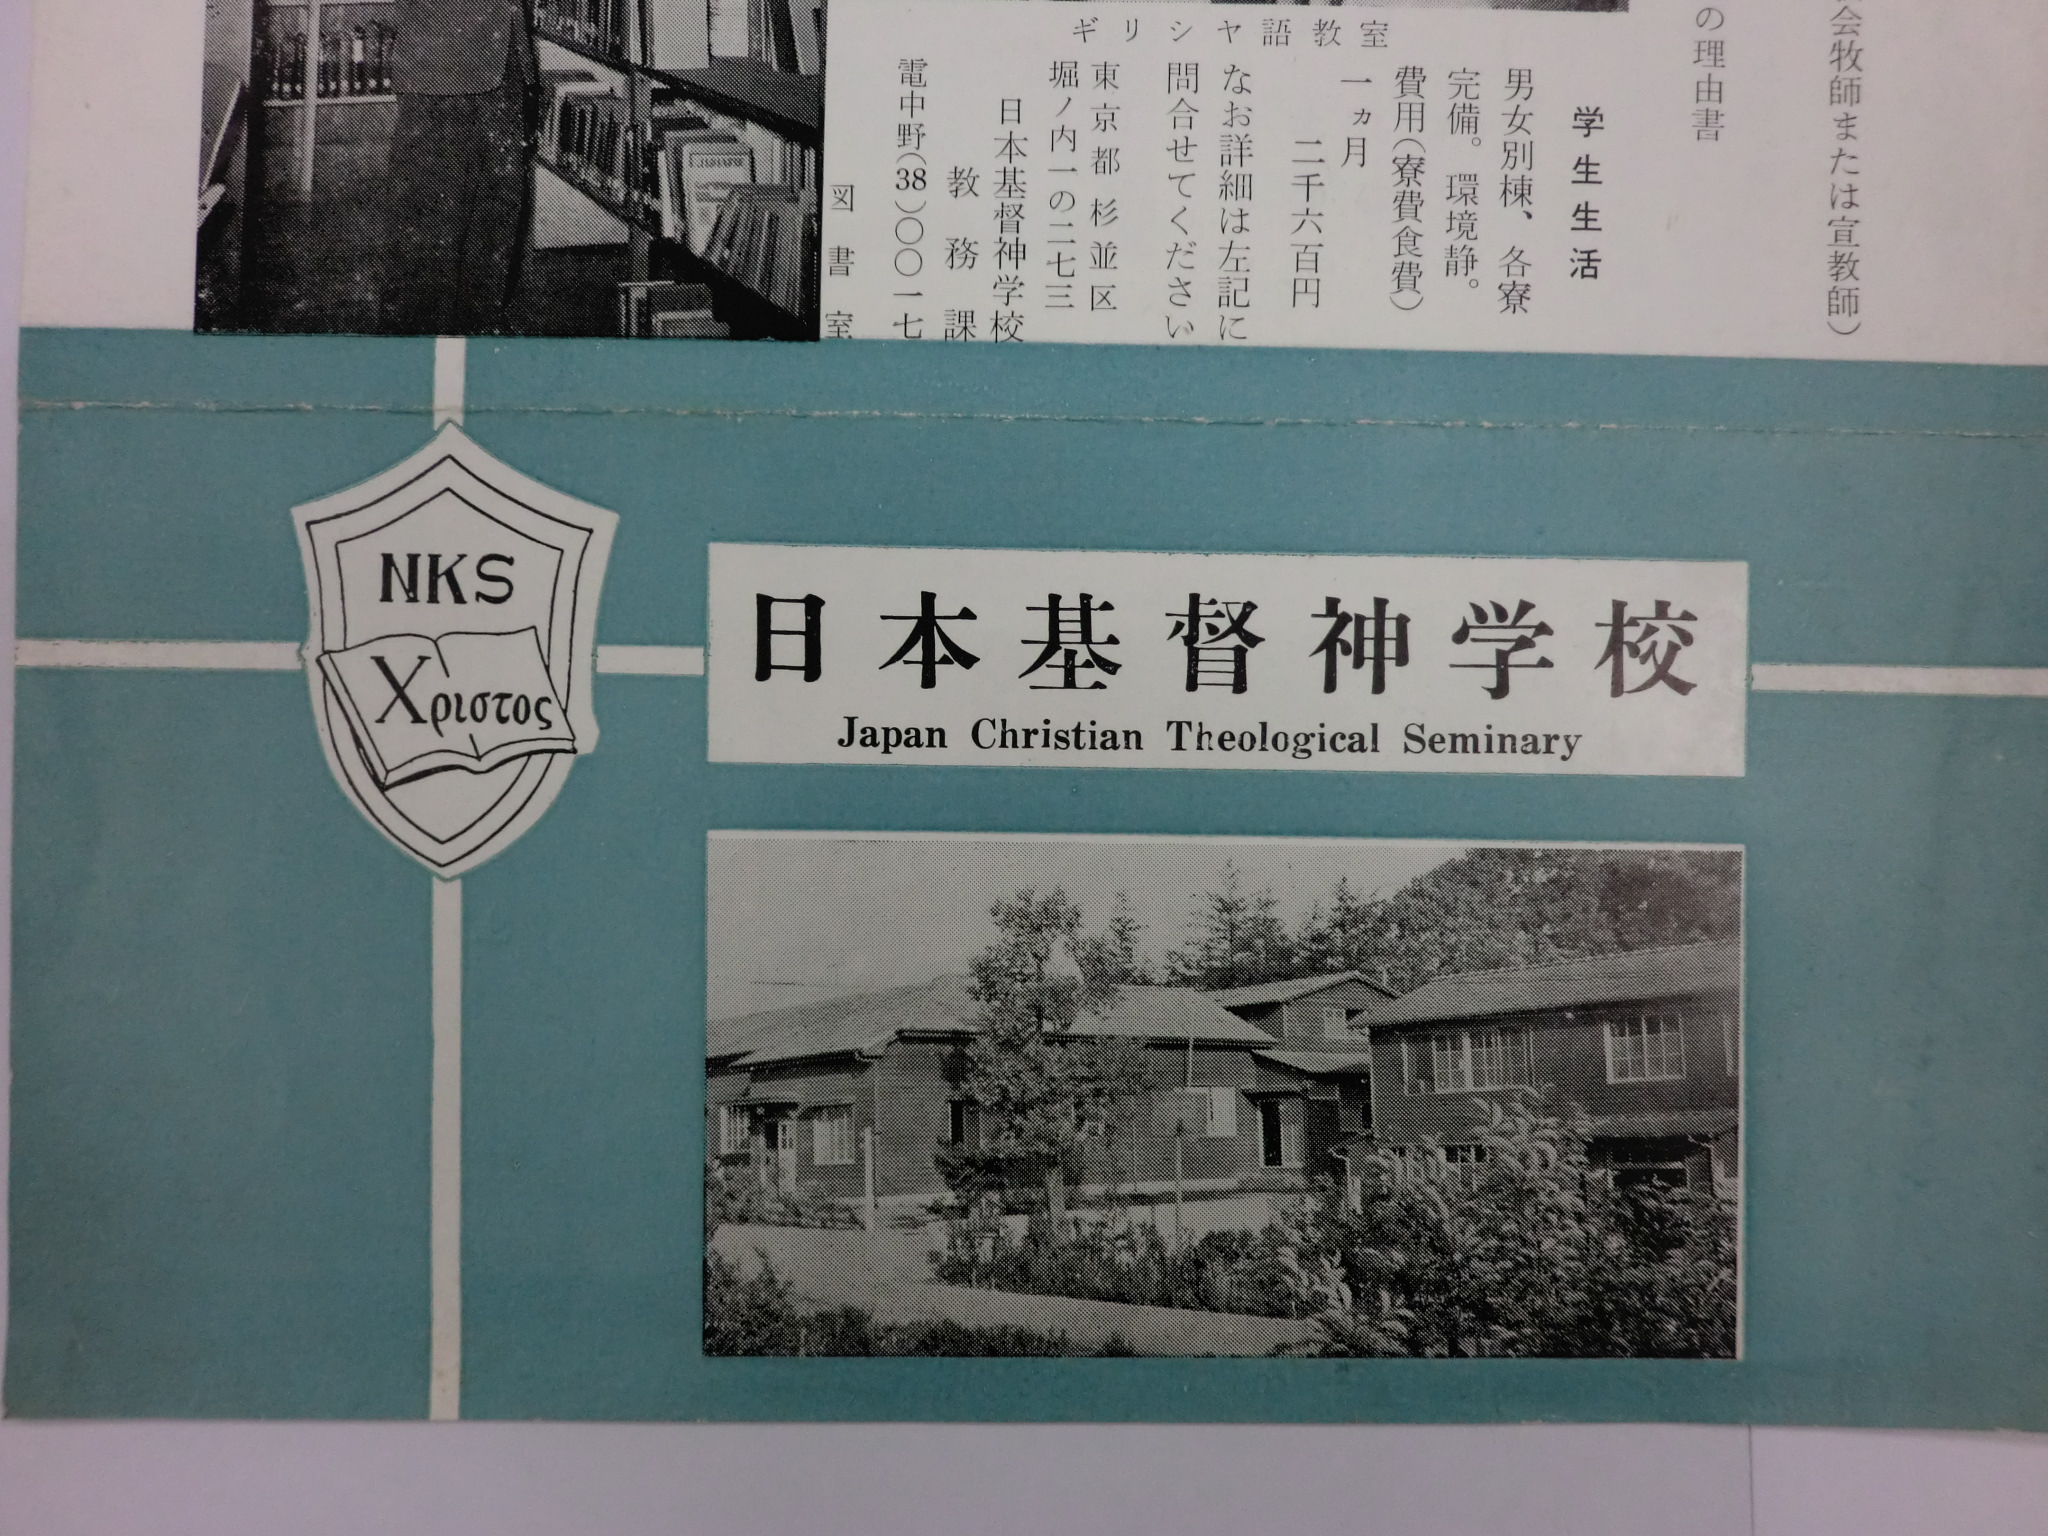 会牧師または宣教師)
の理由書
学生生活
男女別棟、各寮
完備。環境静。
費用(寮費食費)
一ヵ月
二千六百円
なお詳細は左記に
問合せてください
東京都杉並区
堀ノ内一の二七三
日本基督神学校
教務課
電中野(38)〇〇一七
ギリシヤ語教室
図書室
NKS
Χριστος
日本基督神学校
Japan Christian Theological Seminary